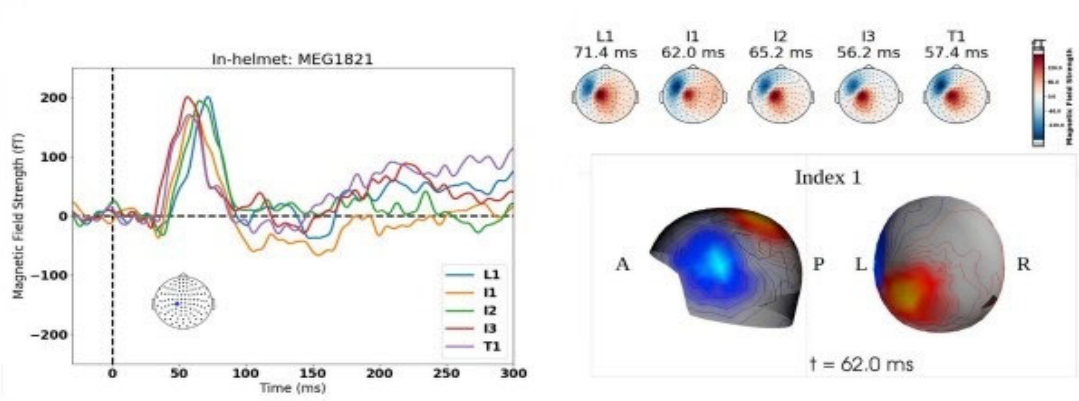 In-helmet: MEG1821
Magnetic Field Strength (fT)
200
100
0
−100
−200
0 50 100 150 200 250 300
Time (ms)
L1
I1
I2
I3
T1
L1 I1 I2 I3 T1
71.4 ms 62.0 ms 65.2 ms 56.2 ms 57.4 ms
Magnetic Field Strength
Index 1
A P L R
t = 62.0 ms